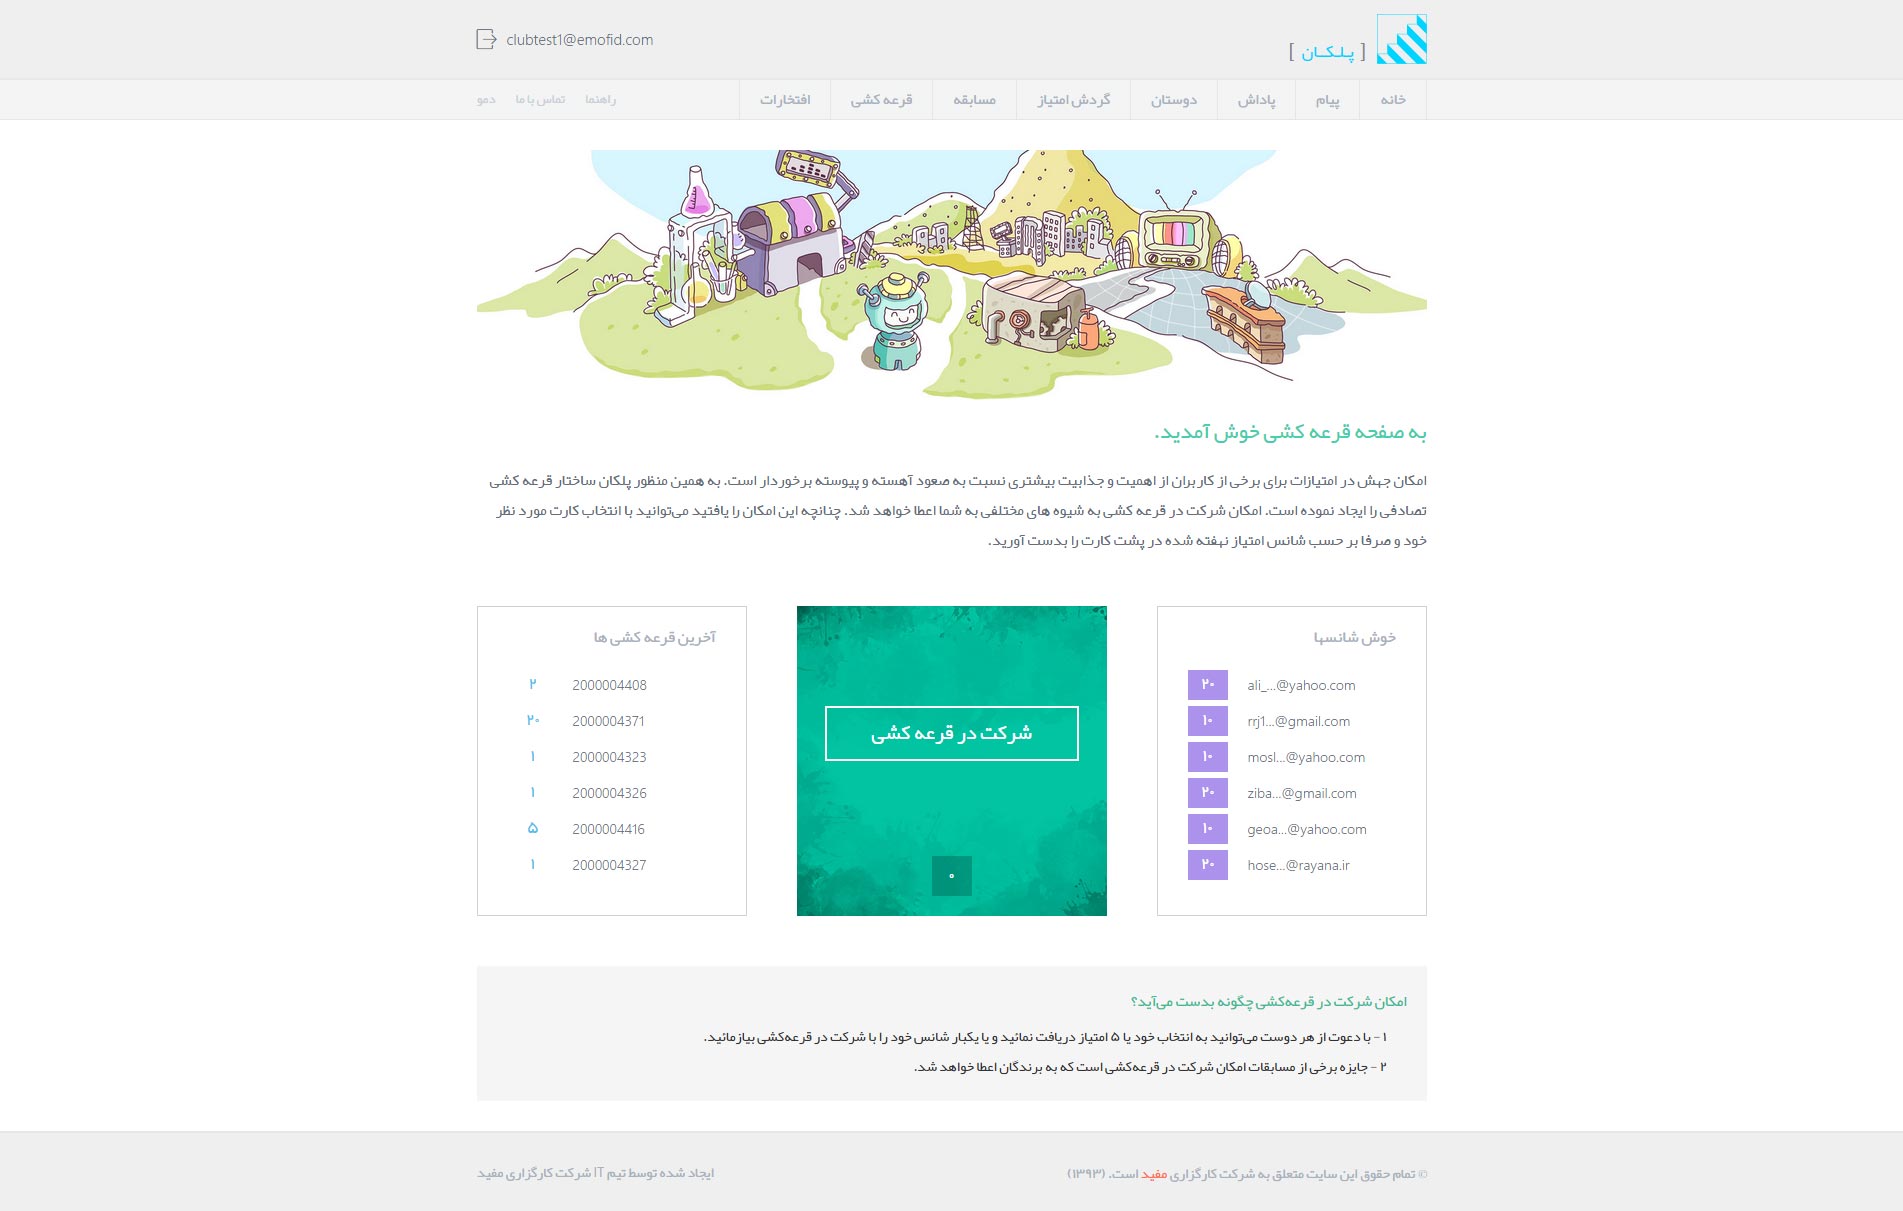 [ پـلـکــان ]
clubtest1@emofid.com
خانه
پیام
پاداش
دوستان
گردش امتیاز
مسابقه
قرعه کشی
افتخارات
راهنما
تماس با ما
دمو
به صفحه قرعه کشی خوش آمدید.
امکان جهش در امتیازات برای برخی از کاربران از اهمیت و جذابیت بیشتری نسبت به صعود آهسته و پیوسته برخوردار است. به همین منظور پلکان ساختار قرعه کشی
تصادفی را ایجاد نموده است. امکان شرکت در قرعه کشی به شیوه های مختلفی به شما اعطا خواهد شد. چنانچه این امکان را یافتید می‌توانید با انتخاب کارت مورد نظر
خود و صرفا بر حسب شانس امتیاز نهفته شده در پشت کارت را بدست آورید.
خوش شانسها
ali_...@yahoo.com ۲۰
rrj1...@gmail.com ۱۰
mosl...@yahoo.com ۱۰
ziba...@gmail.com ۲۰
geoa...@yahoo.com ۱۰
hose...@rayana.ir ۲۰
شرکت در قرعه کشی
۰
آخرین قرعه کشی ها
2000004408 ۲
2000004371 ۲۰
2000004323 ۱
2000004326 ۱
2000004416 ۵
2000004327 ۱
امکان شرکت در قرعه‌کشی چگونه بدست می‌آید؟
۱ - با دعوت از هر دوست می‌توانید به انتخاب خود یا ۵ امتیاز دریافت نمائید و یا یکبار شانس خود را با شرکت در قرعه‌کشی بیازمائید.
۲ - جایزه برخی از مسابقات امکان شرکت در قرعه‌کشی است که به برندگان اعطا خواهد شد.
© تمام حقوق این سایت متعلق به شرکت کارگزاری مفید است. (۱۳۹۳)
ایجاد شده توسط تیم IT شرکت کارگزاری مفید